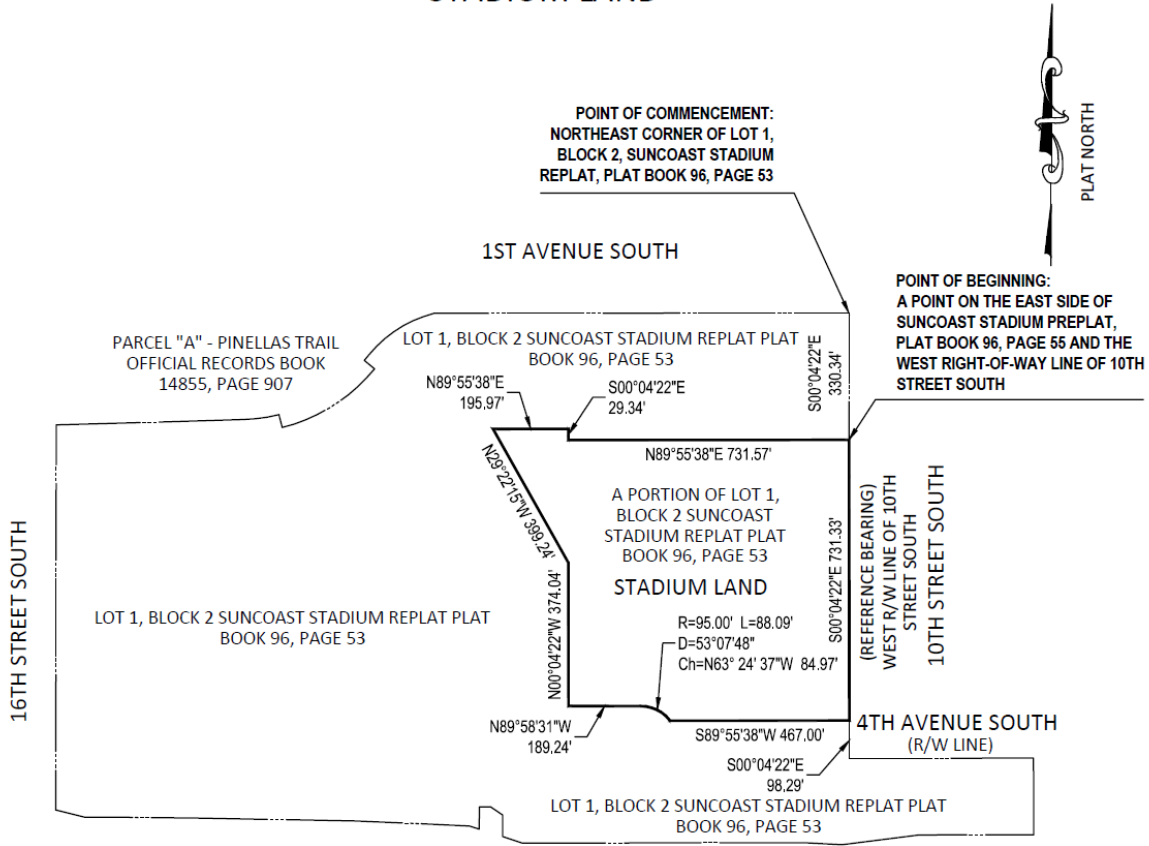 STADIUM LAND
POINT OF COMMENCEMENT:
NORTHEAST CORNER OF LOT 1,
BLOCK 2, SUNCOAST STADIUM
REPLAT, PLAT BOOK 96, PAGE 53
PLAT NORTH
1ST AVENUE SOUTH
POINT OF BEGINNING:
A POINT ON THE EAST SIDE OF
SUNCOAST STADIUM PREPLAT,
PLAT BOOK 96, PAGE 55 AND THE
WEST RIGHT-OF-WAY LINE OF 10TH
STREET SOUTH
PARCEL "A" - PINELLAS TRAIL
OFFICIAL RECORDS BOOK
14855, PAGE 907
LOT 1, BLOCK 2 SUNCOAST STADIUM REPLAT PLAT
BOOK 96, PAGE 53
S00°04'22"E
330.34'
N89°55'38"E
195.97'
S00°04'22"E
29.34'
N89°55'38"E 731.57'
N29°22'15"W 399.24'
A PORTION OF LOT 1,
BLOCK 2 SUNCOAST
STADIUM REPLAT PLAT
BOOK 96, PAGE 53
STADIUM LAND
S00°04'22"E 731.33'
(REFERENCE BEARING)
WEST R/W LINE OF 10TH
STREET SOUTH
10TH STREET SOUTH
16TH STREET SOUTH
LOT 1, BLOCK 2 SUNCOAST STADIUM REPLAT PLAT
BOOK 96, PAGE 53
N00°04'22"W 374.04'
R=95.00' L=88.09'
D=53°07'48"
Ch=N63° 24' 37"W 84.97'
N89°58'31"W
189.24'
S89°55'38"W 467.00'
4TH AVENUE SOUTH
(R/W LINE)
S00°04'22"E
98.29'
LOT 1, BLOCK 2 SUNCOAST STADIUM REPLAT PLAT
BOOK 96, PAGE 53